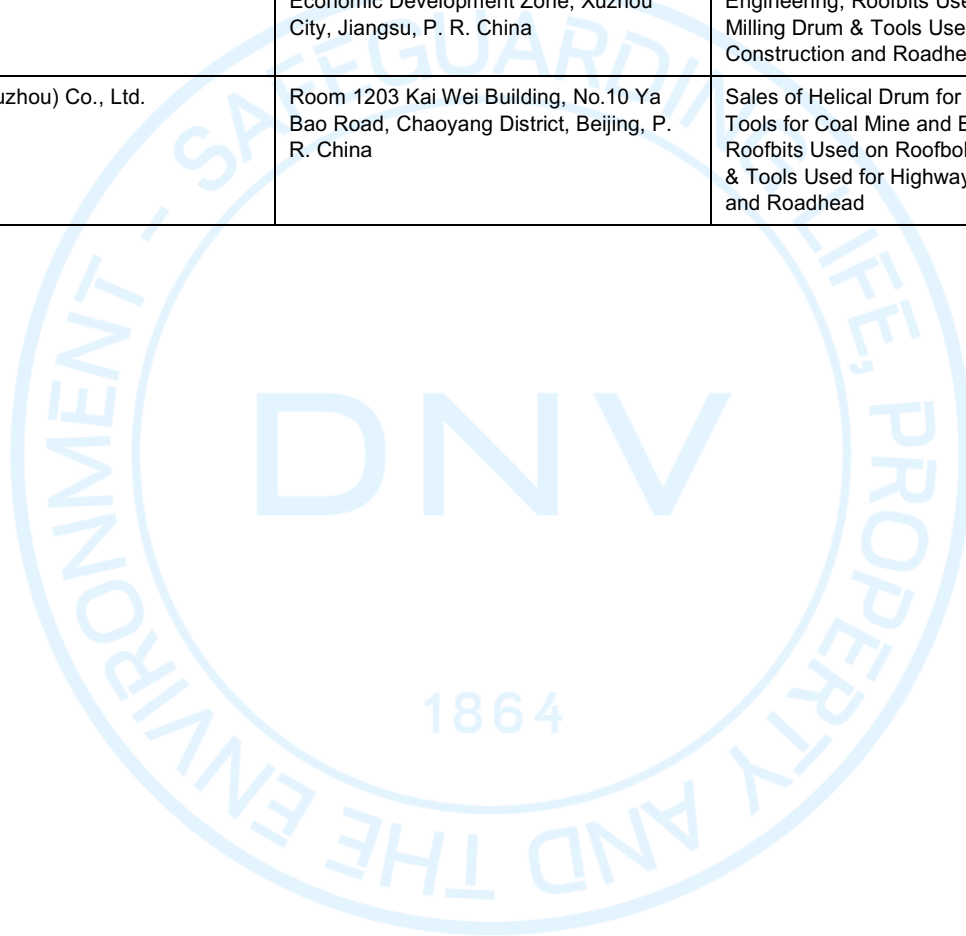 Economic Development Zone, Xuzhou
City, Jiangsu, P. R. China
Engineering, Roofbits Use
Milling Drum & Tools Use
Construction and Roadhe
uzhou) Co., Ltd.
Room 1203 Kai Wei Building, No.10 Ya
Bao Road, Chaoyang District, Beijing, P.
R. China
Sales of Helical Drum for
Tools for Coal Mine and E
Roofbits Used on Roofbol
& Tools Used for Highway
and Roadhead
SAFEGUARDING LIFE, PROPERTY AND THE ENVIRONMENT -
DNV
1864